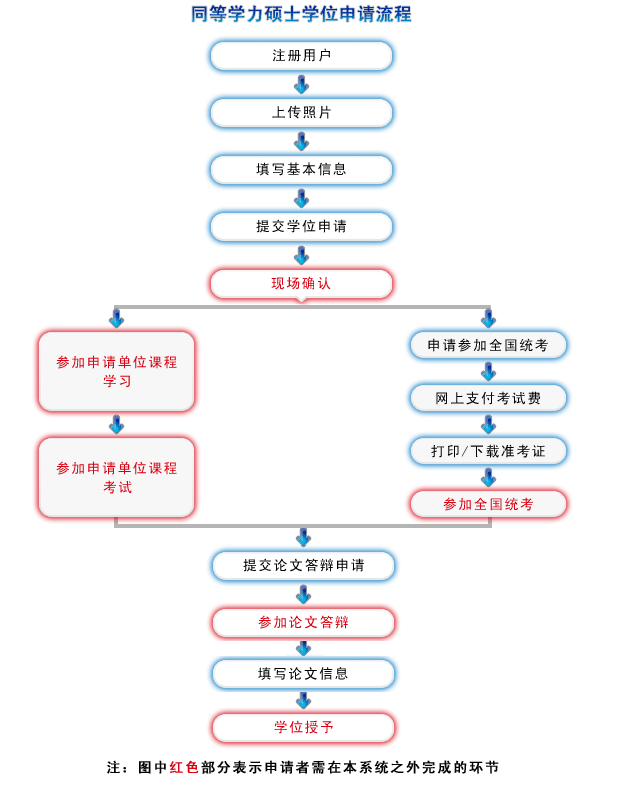 同等学力硕士学位申请流程
注册用户
上传照片
填写基本信息
提交学位申请
现场确认
参加申请单位课程
学习
参加申请单位课程
考试
申请参加全国统考
网上支付考试费
打印/下载准考证
参加全国统考
提交论文答辩申请
参加论文答辩
填写论文信息
学位授予
注：图中红色部分表示申请者需在本系统之外完成的环节